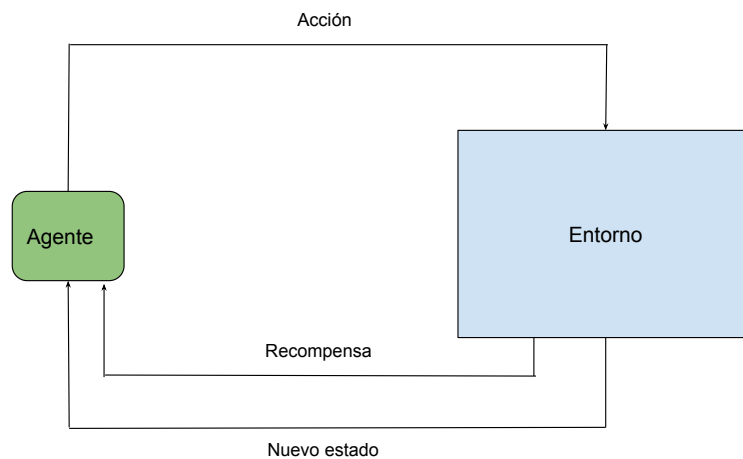 Acción
Agente
Entorno
Recompensa
Nuevo estado